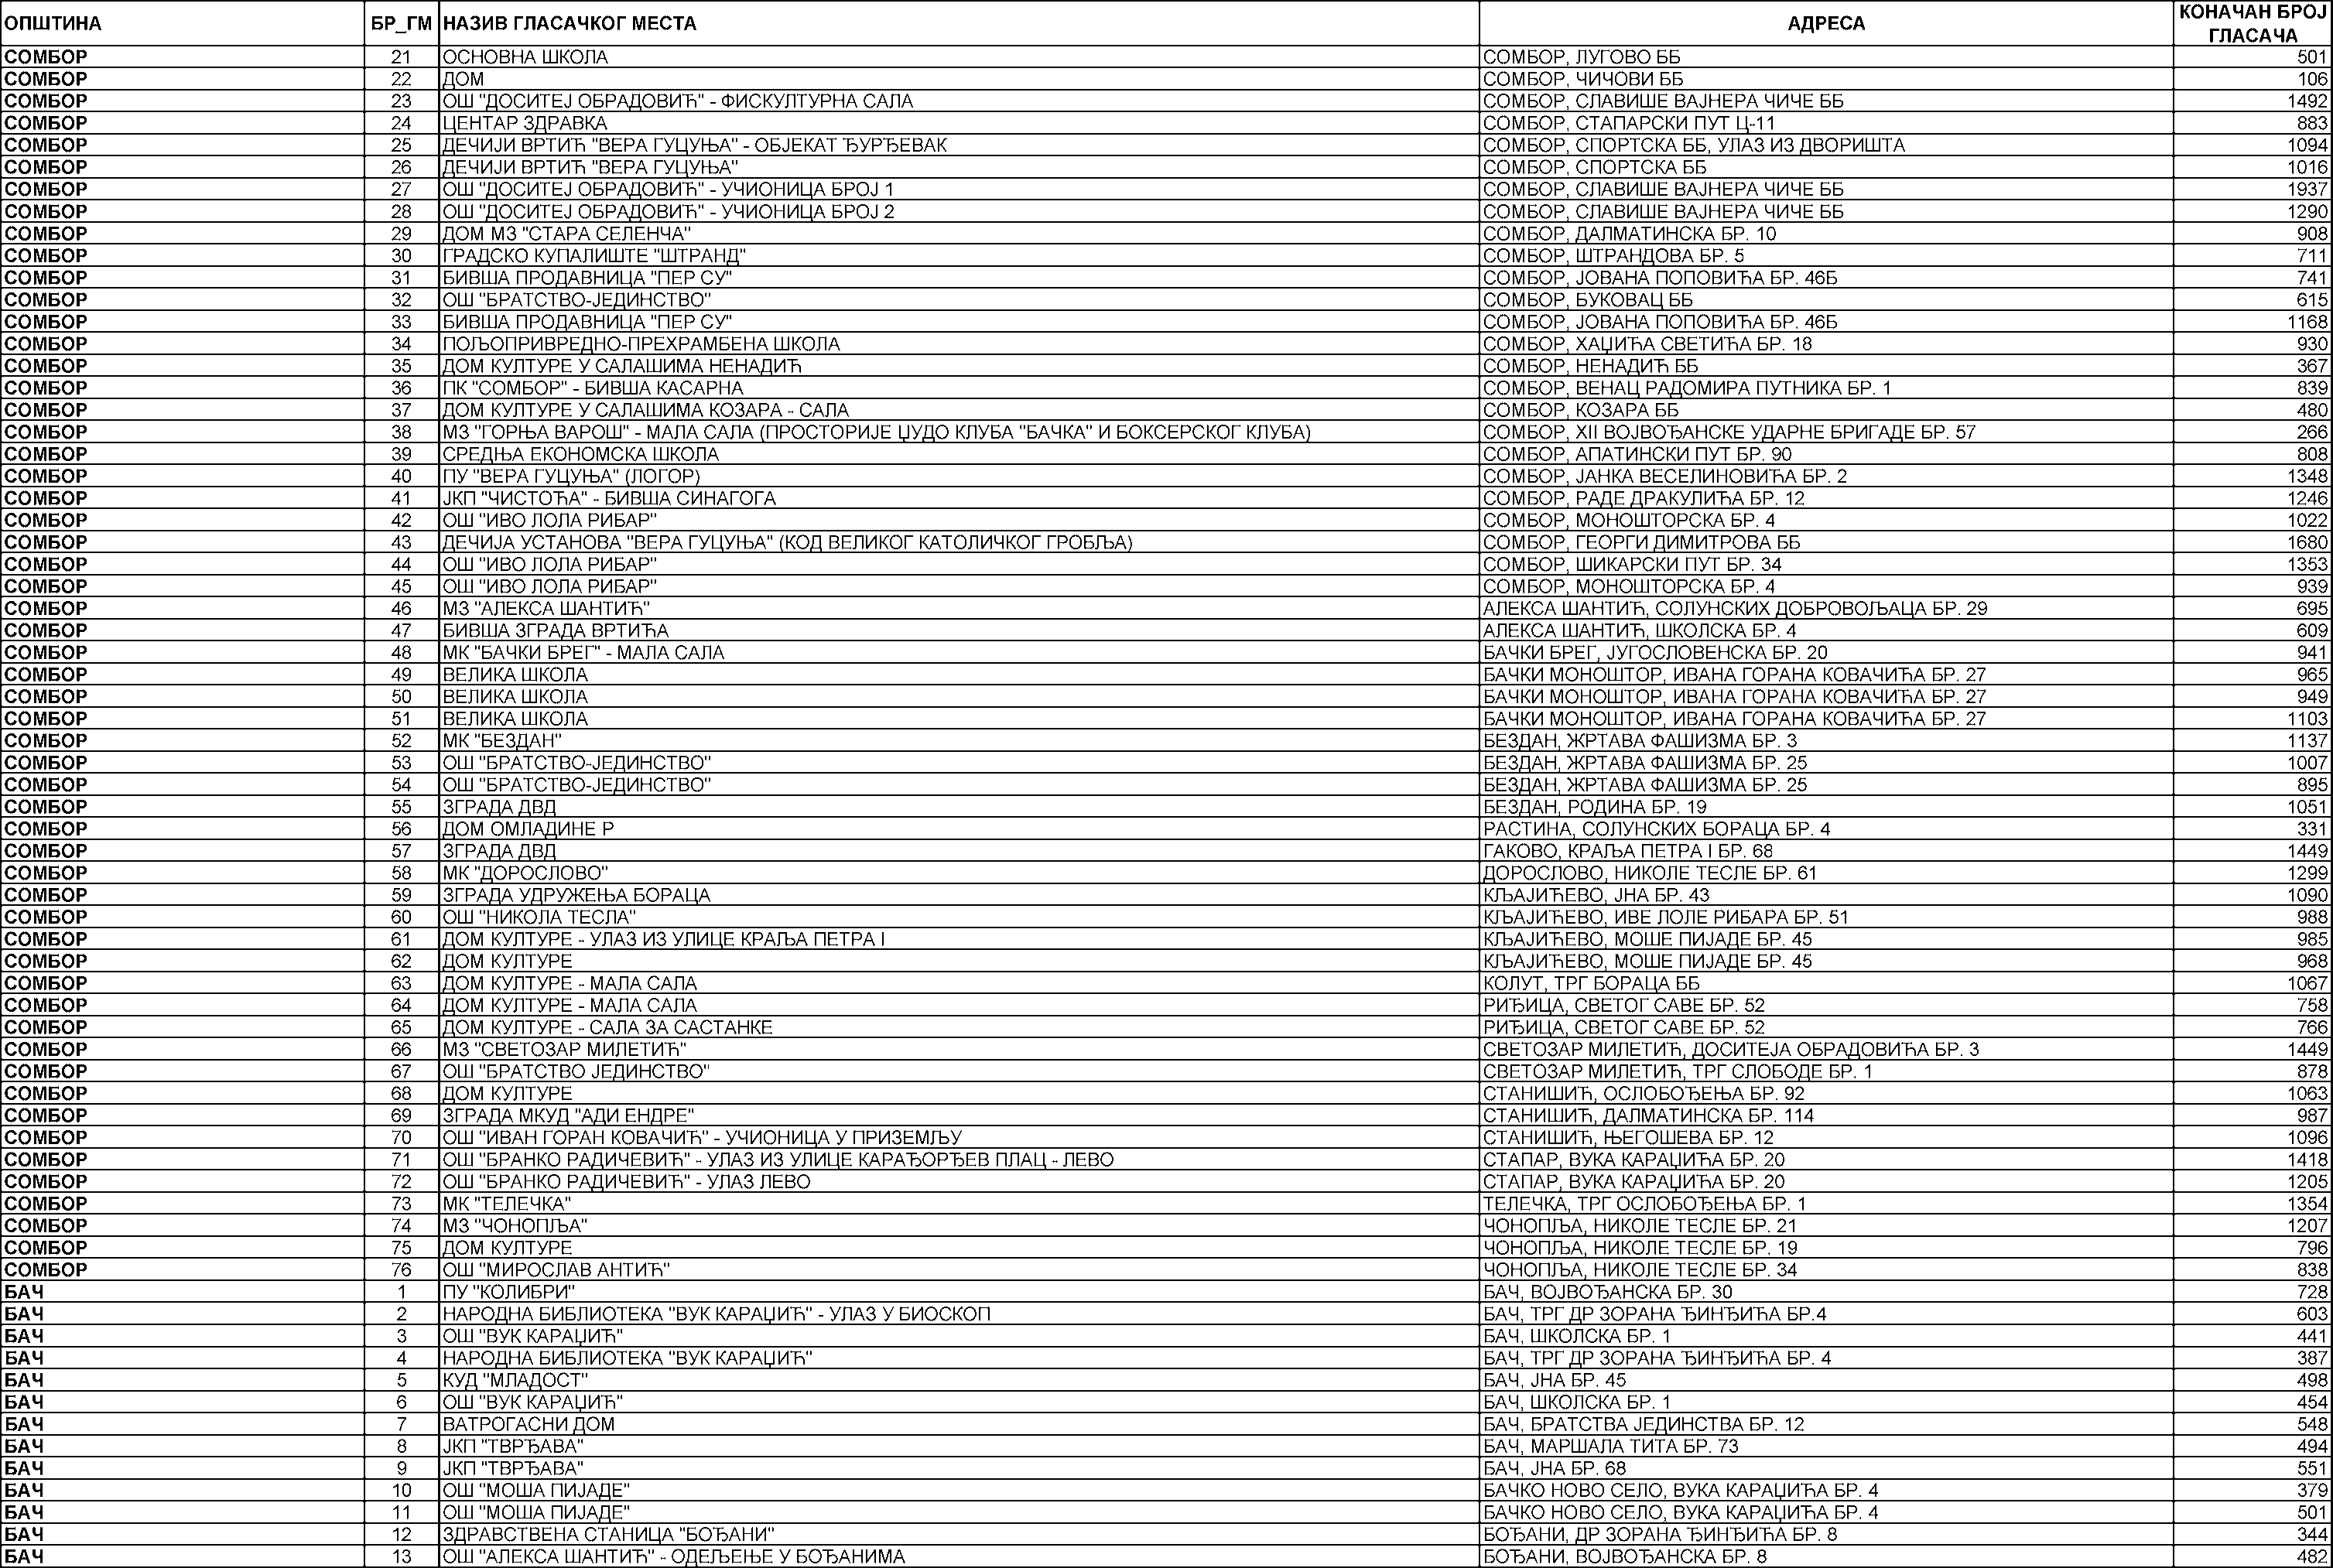 ОПШТИНА БР_ГМ НАЗИВ ГЛАСАЧКОГ МЕСТА АДРЕСА КОНАЧАН БРОЈ ГЛАСАЧА
СОМБОР 21 ОСНОВНА ШКОЛА СОМБОР, ЛУГОВО ББ 501
СОМБОР 22 ДОМ СОМБОР, ЧИЧОВИ ББ 106
СОМБОР 23 ОШ "ДОСИТЕЈ ОБРАДОВИЋ" - ФИСКУЛТУРНА САЛА СОМБОР, СЛАВИШЕ ВАЈНЕРА ЧИЧЕ ББ 1492
СОМБОР 24 ЦЕНТАР ЗДРАВКА СОМБОР, СТАПАРСКИ ПУТ Ц-11 883
СОМБОР 25 ДЕЧИЈИ ВРТИЋ "ВЕРА ГУЦУЊА" - ОБЈЕКАТ ЂУРЂЕВАК СОМБОР, СПОРТСКА ББ, УЛАЗ ИЗ ДВОРИШТА 1094
СОМБОР 26 ДЕЧИЈИ ВРТИЋ "ВЕРА ГУЦУЊА" СОМБОР, СПОРТСКА ББ 1016
СОМБОР 27 ОШ "ДОСИТЕЈ ОБРАДОВИЋ" - УЧИОНИЦА БРОЈ 1 СОМБОР, СЛАВИШЕ ВАЈНЕРА ЧИЧЕ ББ 1937
СОМБОР 28 ОШ "ДОСИТЕЈ ОБРАДОВИЋ" - УЧИОНИЦА БРОЈ 2 СОМБОР, СЛАВИШЕ ВАЈНЕРА ЧИЧЕ ББ 1290
СОМБОР 29 ДОМ МЗ "СТАРА СЕЛЕНЧА" СОМБОР, ДАЛМАТИНСКА БР. 10 908
СОМБОР 30 ГРАДСКО КУПАЛИШТЕ "ШТРАНД" СОМБОР, ШТРАНДОВА БР. 5 711
СОМБОР 31 БИВША ПРОДАВНИЦА "ПЕР СУ" СОМБОР, ЈОВАНА ПОПОВИЋА БР. 46Б 741
СОМБОР 32 ОШ "БРАТСТВО-ЈЕДИНСТВО" СОМБОР, БУКОВАЦ ББ 615
СОМБОР 33 БИВША ПРОДАВНИЦА "ПЕР СУ" СОМБОР, ЈОВАНА ПОПОВИЋА БР. 46Б 1168
СОМБОР 34 ПОЉОПРИВРЕДНО-ПРЕХРАМБЕНА ШКОЛА СОМБОР, ХАЏИЋА СВЕТИЋА БР. 18 930
СОМБОР 35 ДОМ КУЛТУРЕ У САЛАШИМА НЕНАДИЋ СОМБОР, НЕНАДИЋ ББ 367
СОМБОР 36 ПК "СОМБОР" - БИВША КАСАРНА СОМБОР, ВЕНАЦ РАДОМИРА ПУТНИКА БР. 1 839
СОМБОР 37 ДОМ КУЛТУРЕ У САЛАШИМА КОЗАРА - САЛА СОМБОР, КОЗАРА ББ 480
СОМБОР 38 МЗ "ГОРЊА ВАРОШ" - МАЛА САЛА (ПРОСТОРИЈЕ ЏУДО КЛУБА "БАЧКА" И БОКСЕРСКОГ КЛУБА) СОМБОР, XII ВОЈВОЂАНСКЕ УДАРНЕ БРИГАДЕ БР. 57 266
СОМБОР 39 СРЕДЊА ЕКОНОМСКА ШКОЛА СОМБОР, АПАТИНСКИ ПУТ БР. 90 808
СОМБОР 40 ПУ "ВЕРА ГУЦУЊА" (ЛОГОР) СОМБОР, ЈАНКА ВЕСЕЛИНОВИЋА БР. 2 1348
СОМБОР 41 ЈКП "ЧИСТОЋА" - БИВША СИНАГОГА СОМБОР, РАДЕ ДРАКУЛИЋА БР. 12 1246
СОМБОР 42 ОШ "ИВО ЛОЛА РИБАР" СОМБОР, МОНОШТОРСКА БР. 4 1022
СОМБОР 43 ДЕЧИЈА УСТАНОВА "ВЕРА ГУЦУЊА" (КОД ВЕЛИКОГ КАТОЛИЧКОГ ГРОБЉА) СОМБОР, ГЕОРГИ ДИМИТРОВА ББ 1680
СОМБОР 44 ОШ "ИВО ЛОЛА РИБАР" СОМБОР, ШИКАРСКИ ПУТ БР. 34 1353
СОМБОР 45 ОШ "ИВО ЛОЛА РИБАР" СОМБОР, МОНОШТОРСКА БР. 4 939
СОМБОР 46 МЗ "АЛЕКСА ШАНТИЋ" АЛЕКСА ШАНТИЋ, СОЛУНСКИХ ДОБРОВОЉАЦА БР. 29 695
СОМБОР 47 БИВША ЗГРАДА ВРТИЋА АЛЕКСА ШАНТИЋ, ШКОЛСКА БР. 4 609
СОМБОР 48 МК "БАЧКИ БРЕГ" - МАЛА САЛА БАЧКИ БРЕГ, ЈУГОСЛОВЕНСКА БР. 20 941
СОМБОР 49 ВЕЛИКА ШКОЛА БАЧКИ МОНОШТОР, ИВАНА ГОРАНА КОВАЧИЋА БР. 27 965
СОМБОР 50 ВЕЛИКА ШКОЛА БАЧКИ МОНОШТОР, ИВАНА ГОРАНА КОВАЧИЋА БР. 27 949
СОМБОР 51 ВЕЛИКА ШКОЛА БАЧКИ МОНОШТОР, ИВАНА ГОРАНА КОВАЧИЋА БР. 27 1103
СОМБОР 52 МК "БЕЗДАН" БЕЗДАН, ЖРТАВА ФАШИЗМА БР. 3 1137
СОМБОР 53 ОШ "БРАТСТВО-ЈЕДИНСТВО" БЕЗДАН, ЖРТАВА ФАШИЗМА БР. 25 1007
СОМБОР 54 ОШ "БРАТСТВО-ЈЕДИНСТВО" БЕЗДАН, ЖРТАВА ФАШИЗМА БР. 25 895
СОМБОР 55 ЗГРАДА ДВД БЕЗДАН, РОДИНА БР. 19 1051
СОМБОР 56 ДОМ ОМЛАДИНЕ Р РАСТИНА, СОЛУНСКИХ БОРАЦА БР. 4 331
СОМБОР 57 ЗГРАДА ДВД ГАКОВО, КРАЉА ПЕТРА I БР. 68 1449
СОМБОР 58 МК "ДОРОСЛОВО" ДОРОСЛОВО, НИКОЛЕ ТЕСЛЕ БР. 61 1299
СОМБОР 59 ЗГРАДА УДРУЖЕЊА БОРАЦА КЉАЈИЋЕВО, ЈНА БР. 43 1090
СОМБОР 60 ОШ "НИКОЛА ТЕСЛА" КЉАЈИЋЕВО, ИВЕ ЛОЛЕ РИБАРА БР. 51 988
СОМБОР 61 ДОМ КУЛТУРЕ - УЛАЗ ИЗ УЛИЦЕ КРАЉА ПЕТРА I КЉАЈИЋЕВО, МОШЕ ПИЈАДЕ БР. 45 985
СОМБОР 62 ДОМ КУЛТУРЕ КЉАЈИЋЕВО, МОШЕ ПИЈАДЕ БР. 45 968
СОМБОР 63 ДОМ КУЛТУРЕ - МАЛА САЛА КОЛУТ, ТРГ БОРАЦА ББ 1067
СОМБОР 64 ДОМ КУЛТУРЕ - МАЛА САЛА РИЂИЦА, СВЕТОГ САВЕ БР. 52 758
СОМБОР 65 ДОМ КУЛТУРЕ - САЛА ЗА САСТАНКЕ РИЂИЦА, СВЕТОГ САВЕ БР. 52 766
СОМБОР 66 МЗ "СВЕТОЗАР МИЛЕТИЋ" СВЕТОЗАР МИЛЕТИЋ, ДОСИТЕЈА ОБРАДОВИЋА БР. 3 1449
СОМБОР 67 ОШ "БРАТСТВО ЈЕДИНСТВО" СВЕТОЗАР МИЛЕТИЋ, ТРГ СЛОБОДЕ БР. 1 878
СОМБОР 68 ДОМ КУЛТУРЕ СТАНИШИЋ, ОСЛОБОЂЕЊА БР. 92 1063
СОМБОР 69 ЗГРАДА МКУД "АДИ ЕНДРЕ" СТАНИШИЋ, ДАЛМАТИНСКА БР. 114 987
СОМБОР 70 ОШ "ИВАН ГОРАН КОВАЧИЋ" - УЧИОНИЦА У ПРИЗЕМЉУ СТАНИШИЋ, ЊЕГОШЕВА БР. 12 1096
СОМБОР 71 ОШ "БРАНКО РАДИЧЕВИЋ" - УЛАЗ ИЗ УЛИЦЕ КАРАЂОРЂЕВ ПЛАЦ - ЛЕВО СТАПАР, ВУКА КАРАЏИЋА БР. 20 1418
СОМБОР 72 ОШ "БРАНКО РАДИЧЕВИЋ" - УЛАЗ ЛЕВО СТАПАР, ВУКА КАРАЏИЋА БР. 20 1205
СОМБОР 73 МК "ТЕЛЕЧКА" ТЕЛЕЧКА, ТРГ ОСЛОБОЂЕЊА БР. 1 1354
СОМБОР 74 МЗ "ЧОНОПЉА" ЧОНОПЉА, НИКОЛЕ ТЕСЛЕ БР. 21 1207
СОМБОР 75 ДОМ КУЛТУРЕ ЧОНОПЉА, НИКОЛЕ ТЕСЛЕ БР. 19 796
СОМБОР 76 ОШ "МИРОСЛАВ АНТИЋ" ЧОНОПЉА, НИКОЛЕ ТЕСЛЕ БР. 34 838
БАЧ 1 ПУ "КОЛИБРИ" БАЧ, ВОЈВОЂАНСКА БР. 30 728
БАЧ 2 НАРОДНА БИБЛИОТЕКА "ВУК КАРАЏИЋ" - УЛАЗ У БИОСКОП БАЧ, ТРГ ДР ЗОРАНА ЂИНЂИЋА БР.4 603
БАЧ 3 ОШ "ВУК КАРАЏИЋ" БАЧ, ШКОЛСКА БР. 1 441
БАЧ 4 НАРОДНА БИБЛИОТЕКА "ВУК КАРАЏИЋ" БАЧ, ТРГ ДР ЗОРАНА ЂИНЂИЋА БР. 4 387
БАЧ 5 КУД "МЛАДОСТ" БАЧ, ЈНА БР. 45 498
БАЧ 6 ОШ "ВУК КАРАЏИЋ" БАЧ, ШКОЛСКА БР. 1 454
БАЧ 7 ВАТРОГАСНИ ДОМ БАЧ, БРАТСТВА ЈЕДИНСТВА БР. 12 548
БАЧ 8 ЈКП "ТВРЂАВА" БАЧ, МАРШАЛА ТИТА БР. 73 494
БАЧ 9 ЈКП "ТВРЂАВА" БАЧ, ЈНА БР. 68 551
БАЧ 10 ОШ "МОША ПИЈАДЕ" БАЧКО НОВО СЕЛО, ВУКА КАРАЏИЋА БР. 4 379
БАЧ 11 ОШ "МОША ПИЈАДЕ" БАЧКО НОВО СЕЛО, ВУКА КАРАЏИЋА БР. 4 501
БАЧ 12 ЗДРАВСТВЕНА СТАНИЦА "БОЂАНИ" БОЂАНИ, ДР ЗОРАНА ЂИНЂИЋА БР. 8 344
БАЧ 13 ОШ "АЛЕКСА ШАНТИЋ" - ОДЕЉЕЊЕ У БОЂАНИМА БОЂАНИ, ВОЈВОЂАНСКА БР. 8 482